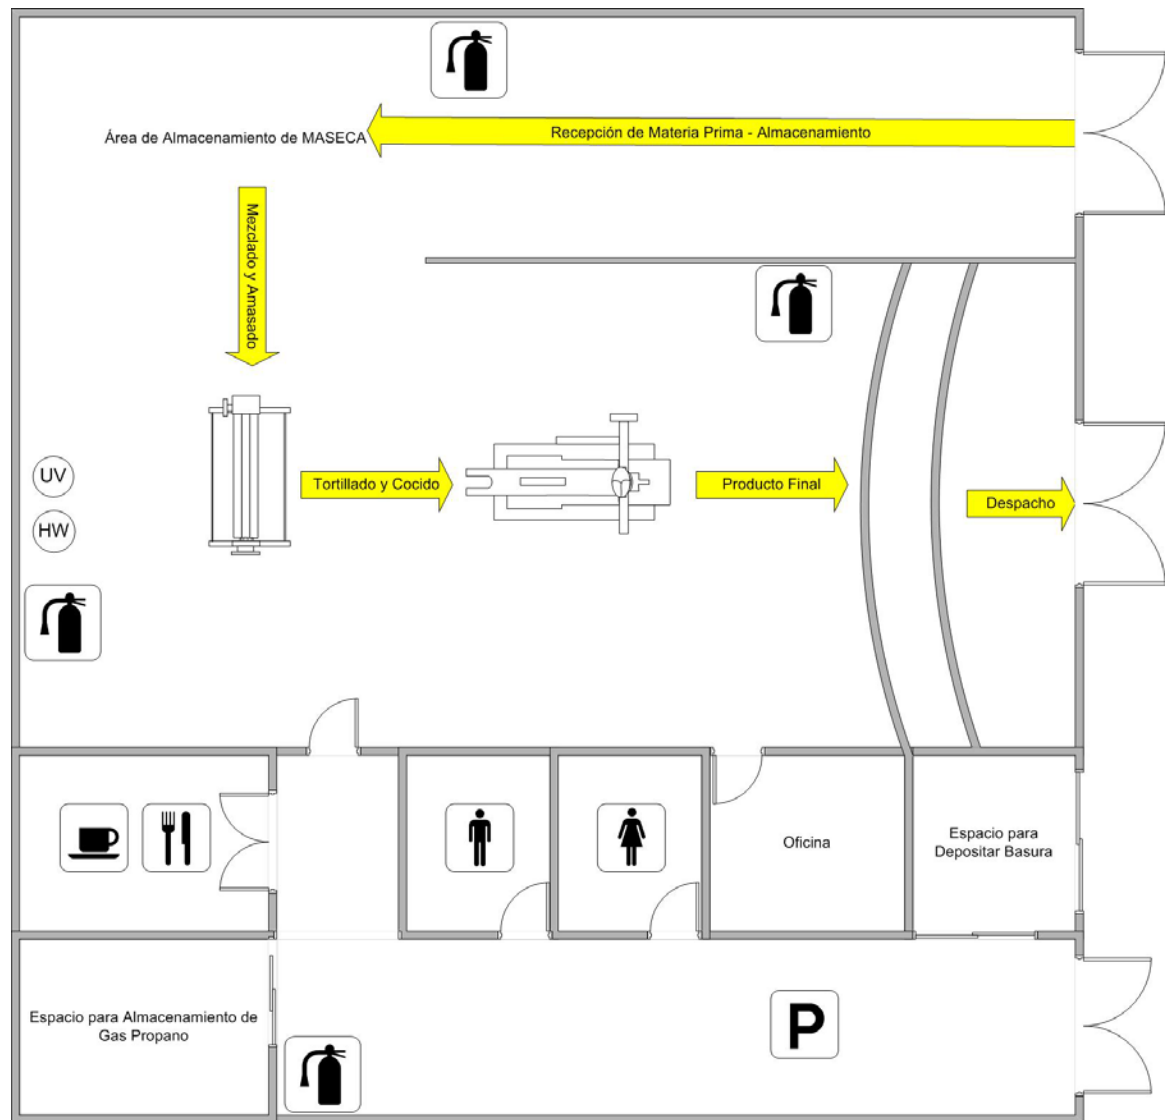 Recepción de Materia Prima - Almacenamiento
Área de Almacenamiento de MASECA
Mezclado y Amasado
UV
HW
Tortillado y Cocido
Producto Final
Despacho
Oficina
Espacio para
Depositar Basura
Espacio para Almacenamiento de
Gas Propano
P